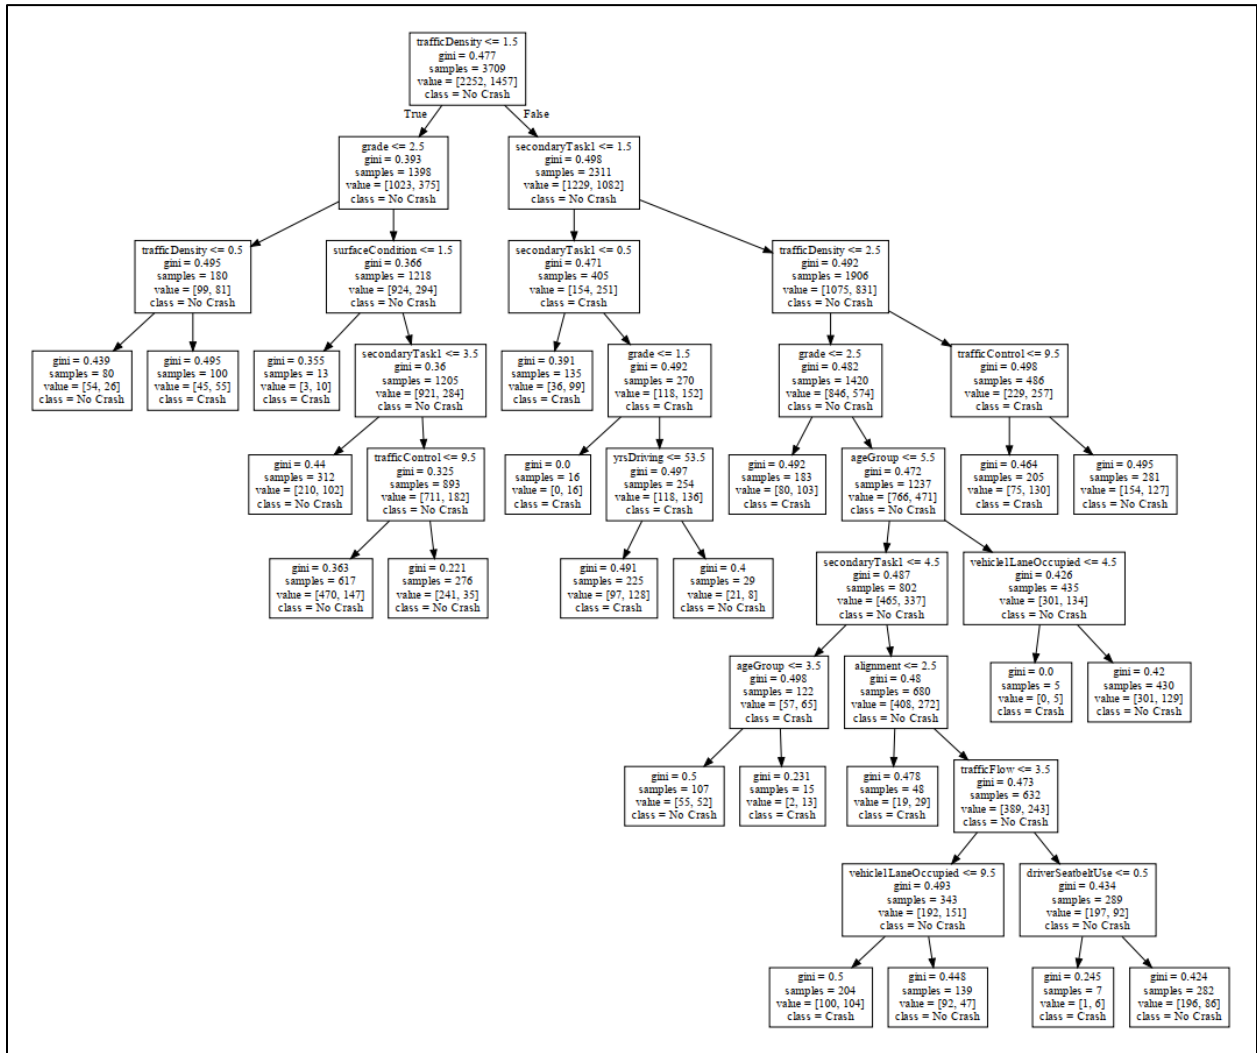 trafficDensity <= 1.5
gini = 0.477
samples = 3709
value = [2252, 1457]
class = No Crash
True
False
grade <= 2.5
gini = 0.393
samples = 1398
value = [1023, 375]
class = No Crash
secondaryTask1 <= 1.5
gini = 0.498
samples = 2311
value = [1229, 1082]
class = No Crash
trafficDensity <= 0.5
gini = 0.495
samples = 180
value = [99, 81]
class = No Crash
surfaceCondition <= 1.5
gini = 0.366
samples = 1218
value = [924, 294]
class = No Crash
secondaryTask1 <= 0.5
gini = 0.471
samples = 405
value = [154, 251]
class = Crash
trafficDensity <= 2.5
gini = 0.492
samples = 1906
value = [1075, 831]
class = No Crash
gini = 0.439
samples = 80
value = [54, 26]
class = No Crash
gini = 0.495
samples = 100
value = [45, 55]
class = Crash
gini = 0.355
samples = 13
value = [3, 10]
class = Crash
secondaryTask1 <= 3.5
gini = 0.36
samples = 1205
value = [921, 284]
class = No Crash
gini = 0.391
samples = 135
value = [36, 99]
class = Crash
grade <= 1.5
gini = 0.492
samples = 270
value = [118, 152]
class = Crash
grade <= 2.5
gini = 0.482
samples = 1420
value = [846, 574]
class = No Crash
trafficControl <= 9.5
gini = 0.498
samples = 486
value = [229, 257]
class = Crash
gini = 0.44
samples = 312
value = [210, 102]
class = No Crash
trafficControl <= 9.5
gini = 0.325
samples = 893
value = [711, 182]
class = No Crash
gini = 0.0
samples = 16
value = [0, 16]
class = Crash
yrsDriving <= 53.5
gini = 0.497
samples = 254
value = [118, 136]
class = Crash
gini = 0.492
samples = 183
value = [80, 103]
class = Crash
ageGroup <= 5.5
gini = 0.472
samples = 1237
value = [766, 471]
class = No Crash
gini = 0.464
samples = 205
value = [75, 130]
class = Crash
gini = 0.495
samples = 281
value = [154, 127]
class = No Crash
gini = 0.363
samples = 617
value = [470, 147]
class = No Crash
gini = 0.221
samples = 276
value = [241, 35]
class = No Crash
gini = 0.491
samples = 225
value = [97, 128]
class = Crash
gini = 0.4
samples = 29
value = [21, 8]
class = No Crash
secondaryTask1 <= 4.5
gini = 0.487
samples = 802
value = [465, 337]
class = No Crash
vehicle1LaneOccupied <= 4.5
gini = 0.426
samples = 435
value = [301, 134]
class = No Crash
ageGroup <= 3.5
gini = 0.498
samples = 122
value = [57, 65]
class = Crash
alignment <= 2.5
gini = 0.48
samples = 680
value = [408, 272]
class = No Crash
gini = 0.0
samples = 5
value = [0, 5]
class = Crash
gini = 0.42
samples = 430
value = [301, 129]
class = No Crash
gini = 0.5
samples = 107
value = [55, 52]
class = No Crash
gini = 0.231
samples = 15
value = [2, 13]
class = Crash
gini = 0.478
samples = 48
value = [19, 29]
class = Crash
trafficFlow <= 3.5
gini = 0.473
samples = 632
value = [389, 243]
class = No Crash
vehicle1LaneOccupied <= 9.5
gini = 0.493
samples = 343
value = [192, 151]
class = No Crash
driverSeatbeltUse <= 0.5
gini = 0.434
samples = 289
value = [197, 92]
class = No Crash
gini = 0.5
samples = 204
value = [100, 104]
class = Crash
gini = 0.448
samples = 139
value = [92, 47]
class = No Crash
gini = 0.245
samples = 7
value = [1, 6]
class = Crash
gini = 0.424
samples = 282
value = [196, 86]
class = No Crash